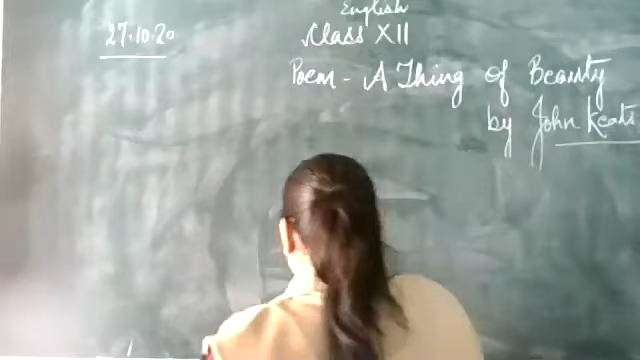 English
27.10.20
Class XII
Poem - A Thing of Beauty
by John Keats